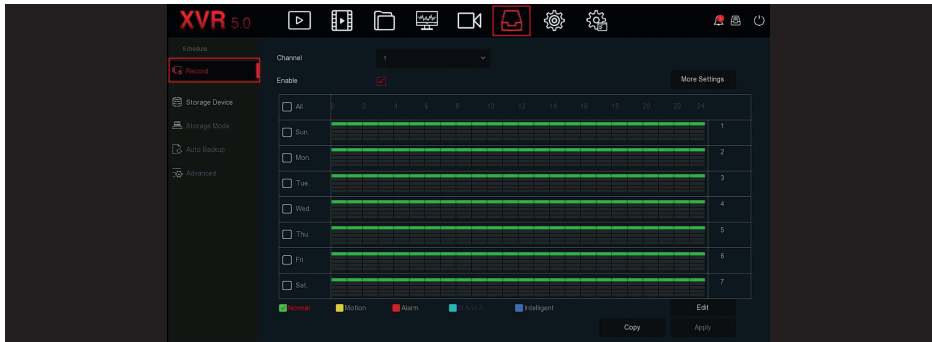 XVR 5.0
Schedule
Record
Storage Device
Storage Mode
Auto Backup
Advanced
Channel 1
Enable More Settings
All 0 2 4 6 8 10 12 14 16 18 20 22 24
Sun. 1
Mon. 2
Tue. 3
Wed. 4
Thu. 5
Fri. 6
Sat. 7
Normal Motion Alarm M And A Intelligent
Edit
Copy Apply